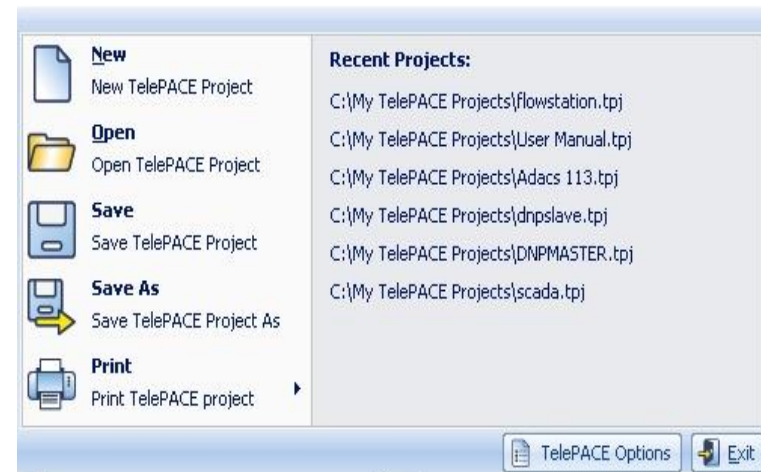 New
New TelePACE Project
Open
Open TelePACE Project
Save
Save TelePACE Project
Save As
Save TelePACE Project As
Print
Print TelePACE project
Recent Projects:
C:\My TelePACE Projects\flowstation.tpj
C:\My TelePACE Projects\User Manual.tpj
C:\My TelePACE Projects\Adacs 113.tpj
C:\My TelePACE Projects\dnpslave.tpj
C:\My TelePACE Projects\DNPMASTER.tpj
C:\My TelePACE Projects\scada.tpj
TelePACE Options
Exit